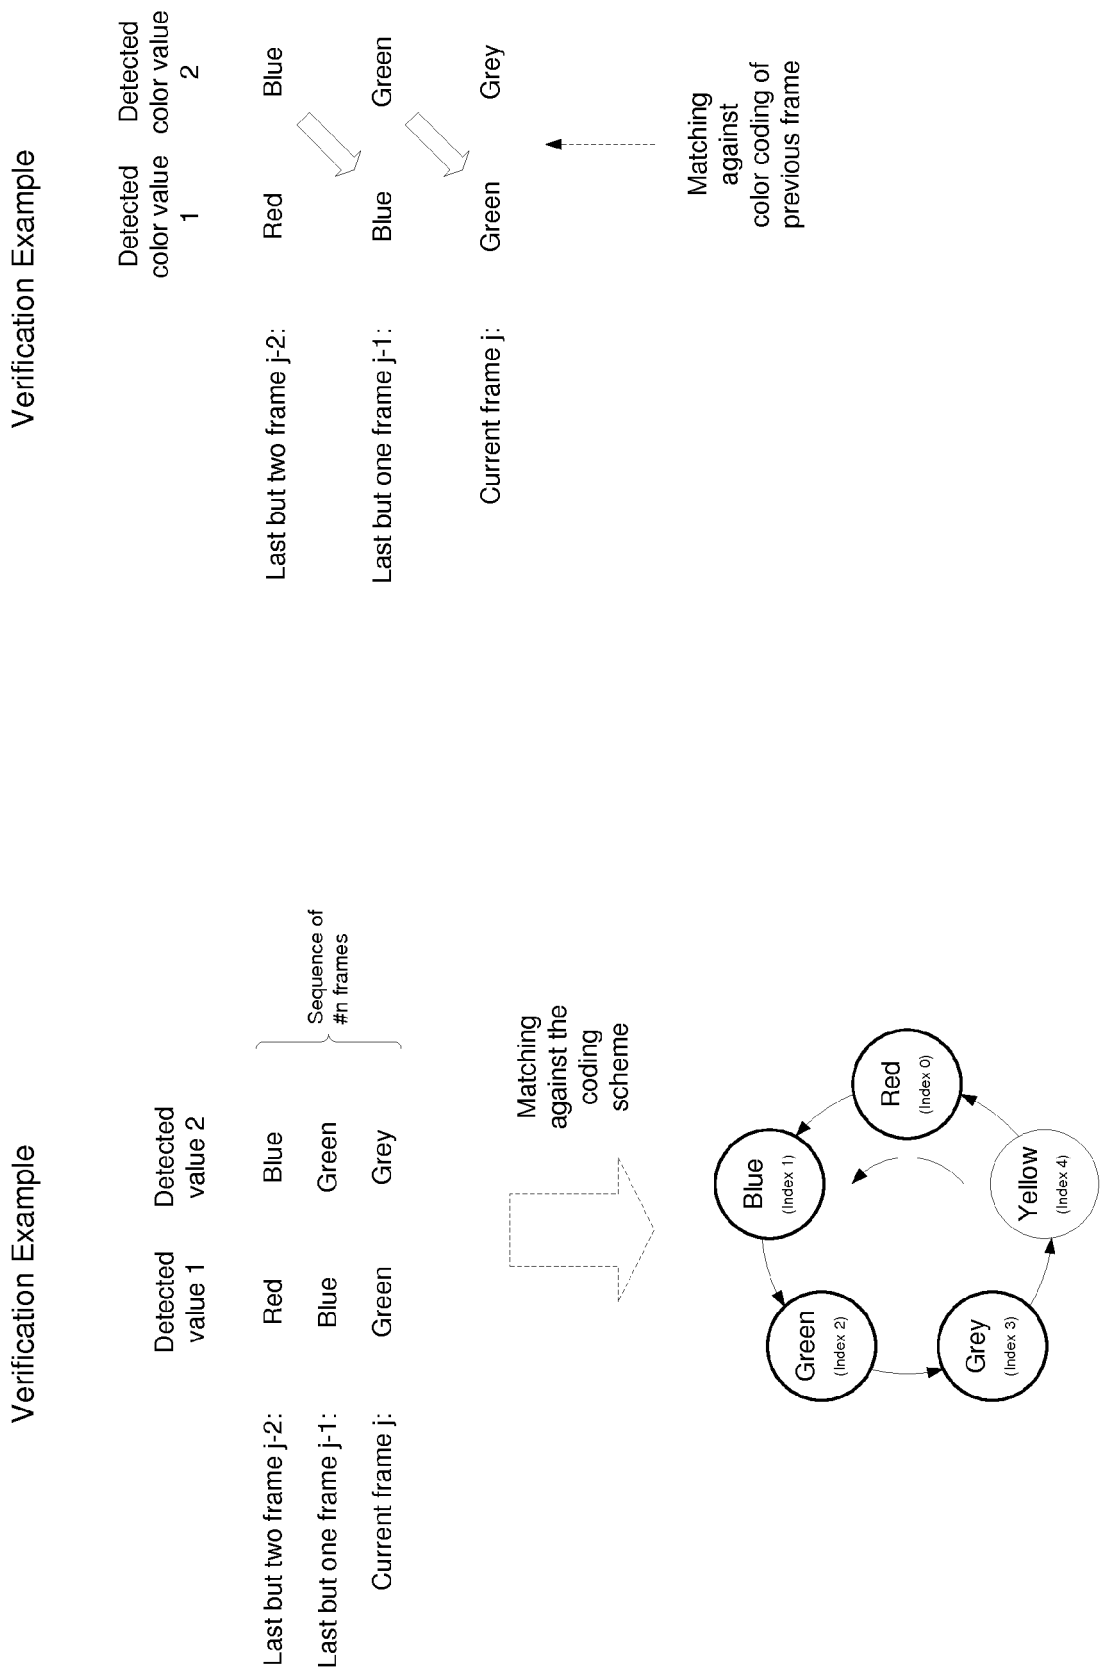 Verification Example
Detected value 1
Detected value 2
Last but two frame j-2: Red Blue
Last but one frame j-1: Blue Green
Current frame j: Green Grey
Sequence of
#n frames
Matching
against the
coding
scheme
Blue
(Index 1)
Red
(Index 0)
Green
(Index 2)
Grey
(Index 3)
Yellow
(Index 4)
Verification Example
Detected
color value
1
Detected
color value
2
Last but two frame j-2: Red Blue
Last but one frame j-1: Blue Green
Current frame j: Green Grey
Matching
against
color coding of
previous frame